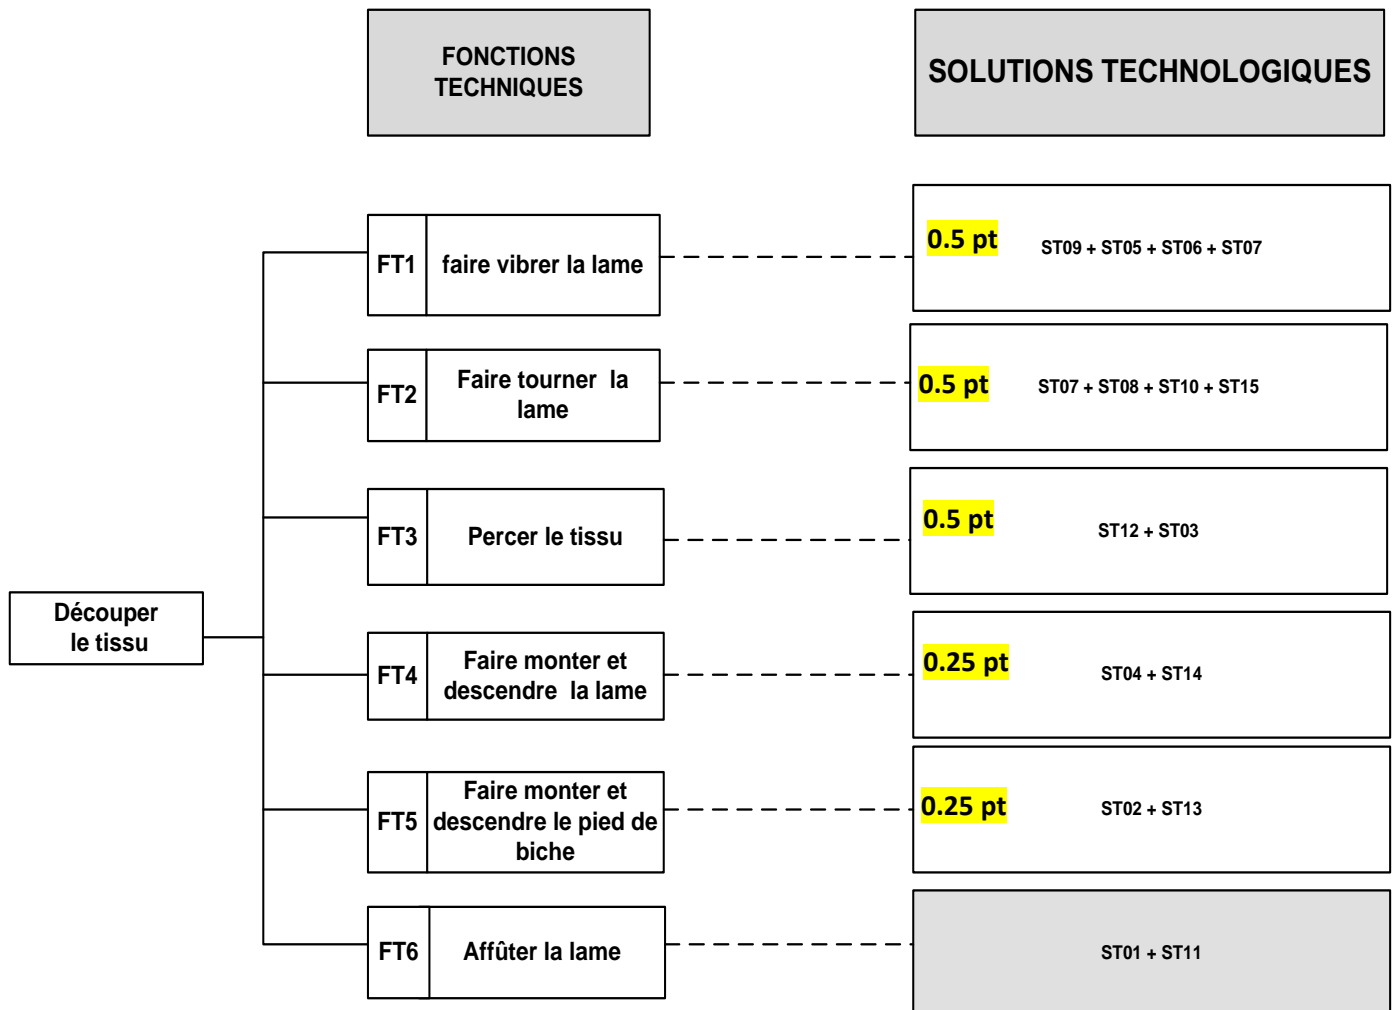 FONCTIONS
TECHNIQUES
SOLUTIONS TECHNOLOGIQUES
FT1
faire vibrer la lame
0.5 pt
ST09 + ST05 + ST06 + ST07
FT2
Faire tourner la
lame
0.5 pt
ST07 + ST08 + ST10 + ST15
FT3
Percer le tissu
0.5 pt
ST12 + ST03
Découper
le tissu
FT4
Faire monter et
descendre la lame
0.25 pt
ST04 + ST14
FT5
Faire monter et
descendre le pied de
biche
0.25 pt
ST02 + ST13
FT6
Affûter la lame
ST01 + ST11